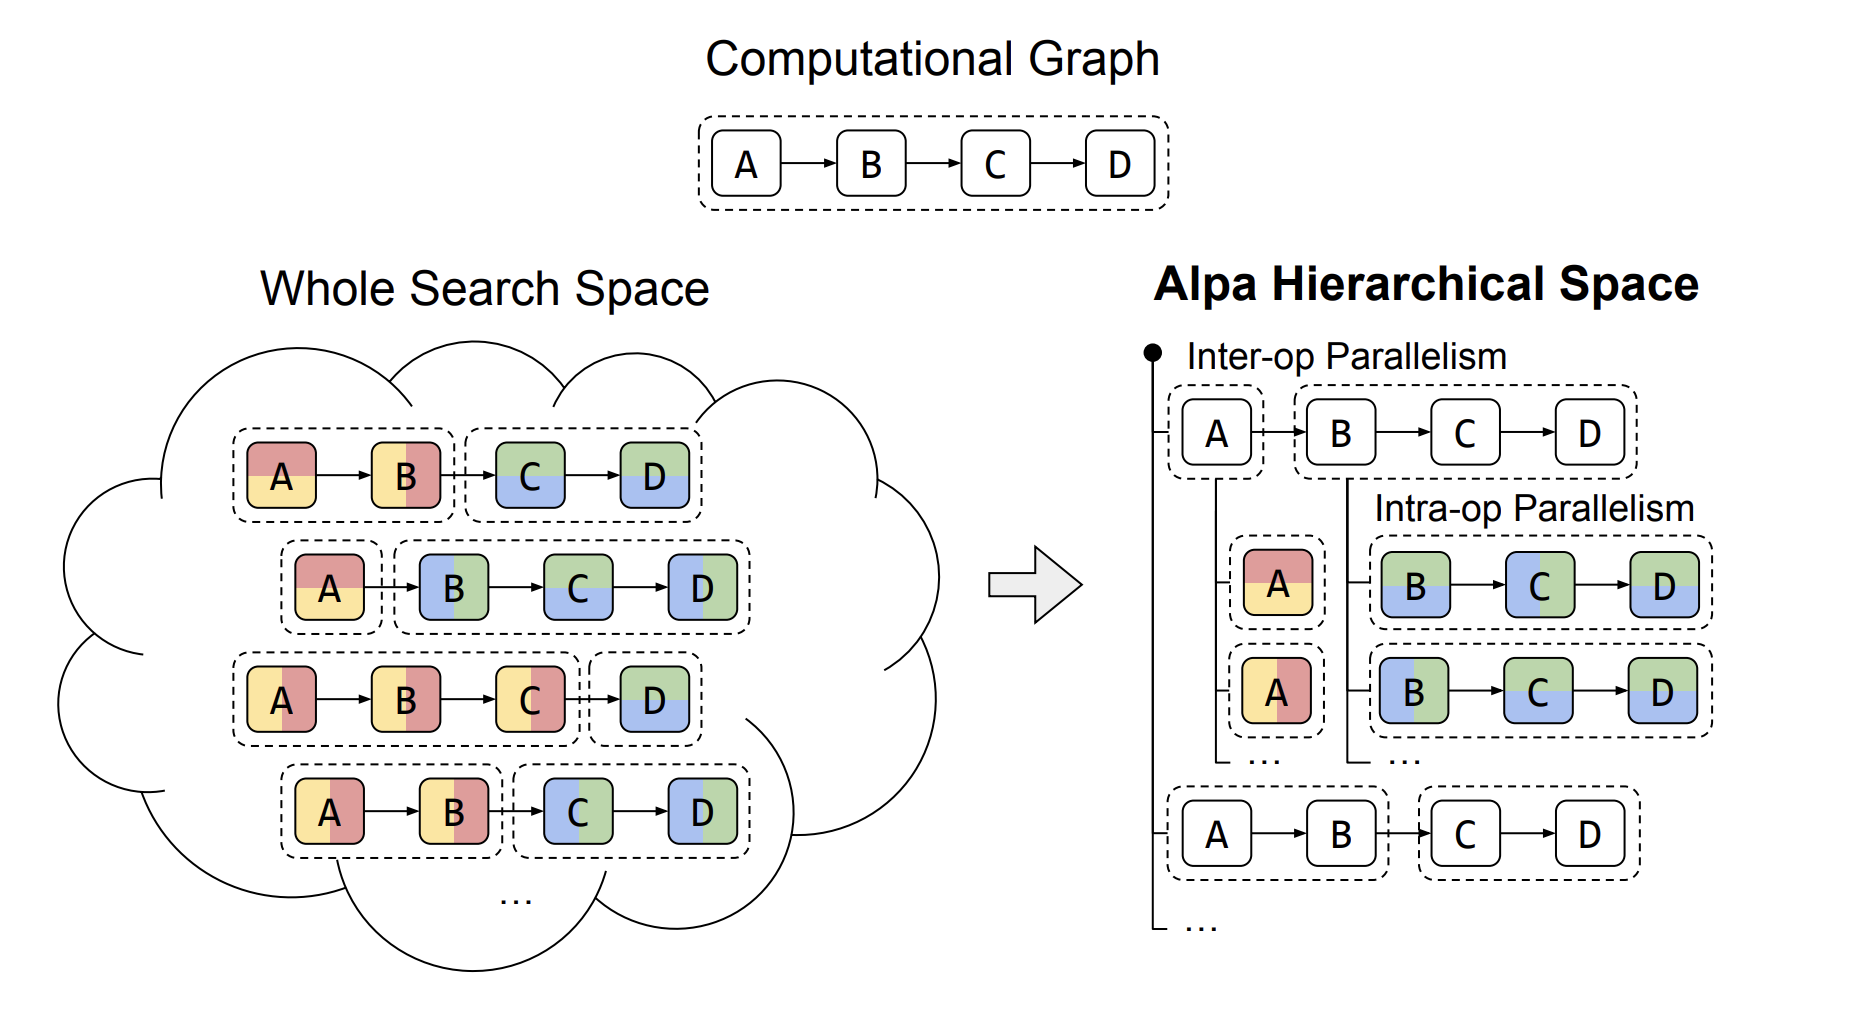 Computational Graph
A B C D
Whole Search Space
A B C D
A B C D
A B C D
A B C D
...
Alpa Hierarchical Space
Inter-op Parallelism
A B C D
Intra-op Parallelism
A B C D
A B C D
... ...
A B C D
...